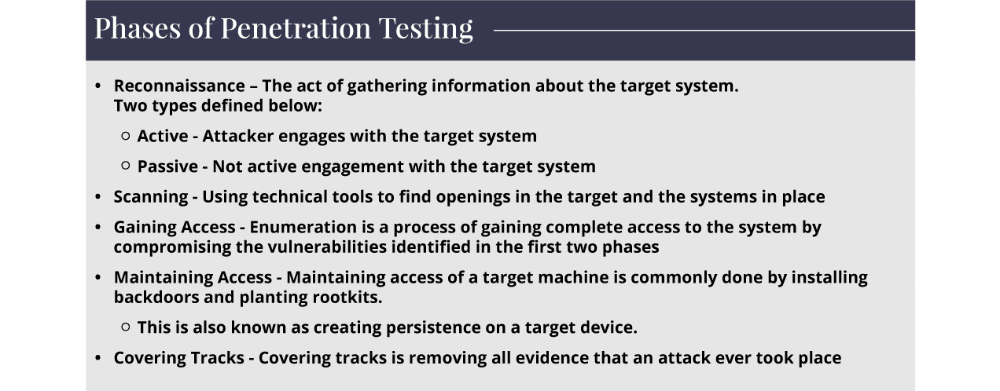 Phases of Penetration Testing
• Reconnaissance – The act of gathering information about the target system.
Two types defined below:
○ Active - Attacker engages with the target system
○ Passive - Not active engagement with the target system
• Scanning - Using technical tools to find openings in the target and the systems in place
• Gaining Access - Enumeration is a process of gaining complete access to the system by
compromising the vulnerabilities identified in the first two phases
• Maintaining Access - Maintaining access of a target machine is commonly done by installing
backdoors and planting rootkits.
○ This is also known as creating persistence on a target device.
• Covering Tracks - Covering tracks is removing all evidence that an attack ever took place